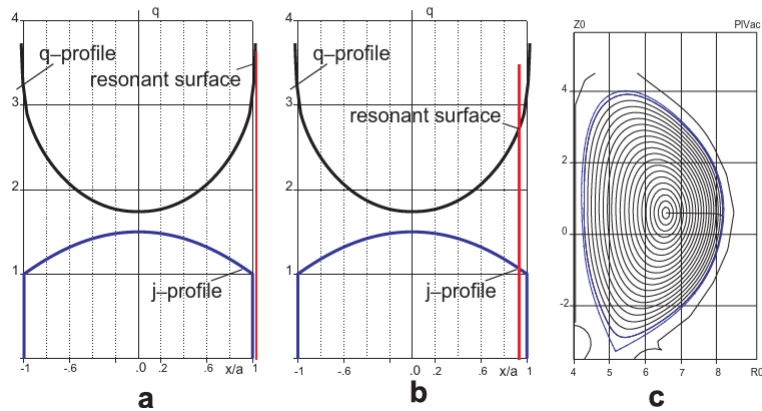 4 q
q–profile
resonant surface
3
2
1
j–profile
-1 -.6 .0 .2 .6 x/a 1
a
4 q
q–profile
3
resonant surface
2
1
j–profile
-1 -.6 .0 .2 .6 x/a 1
b
Z0 PlVac
4
2
0
-2
4 5 6 7 8 R0
c